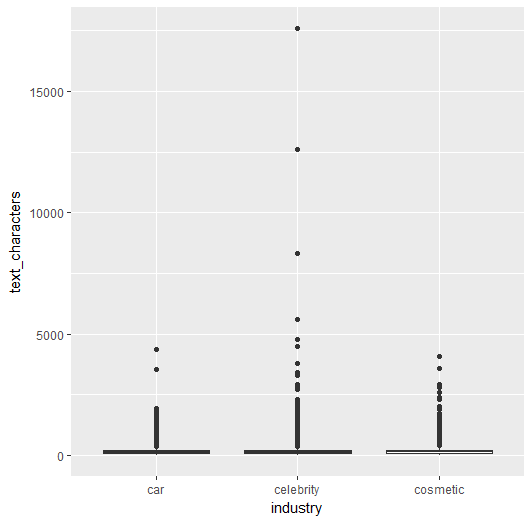 text_characters
15000
10000
5000
0
car celebrity cosmetic
industry